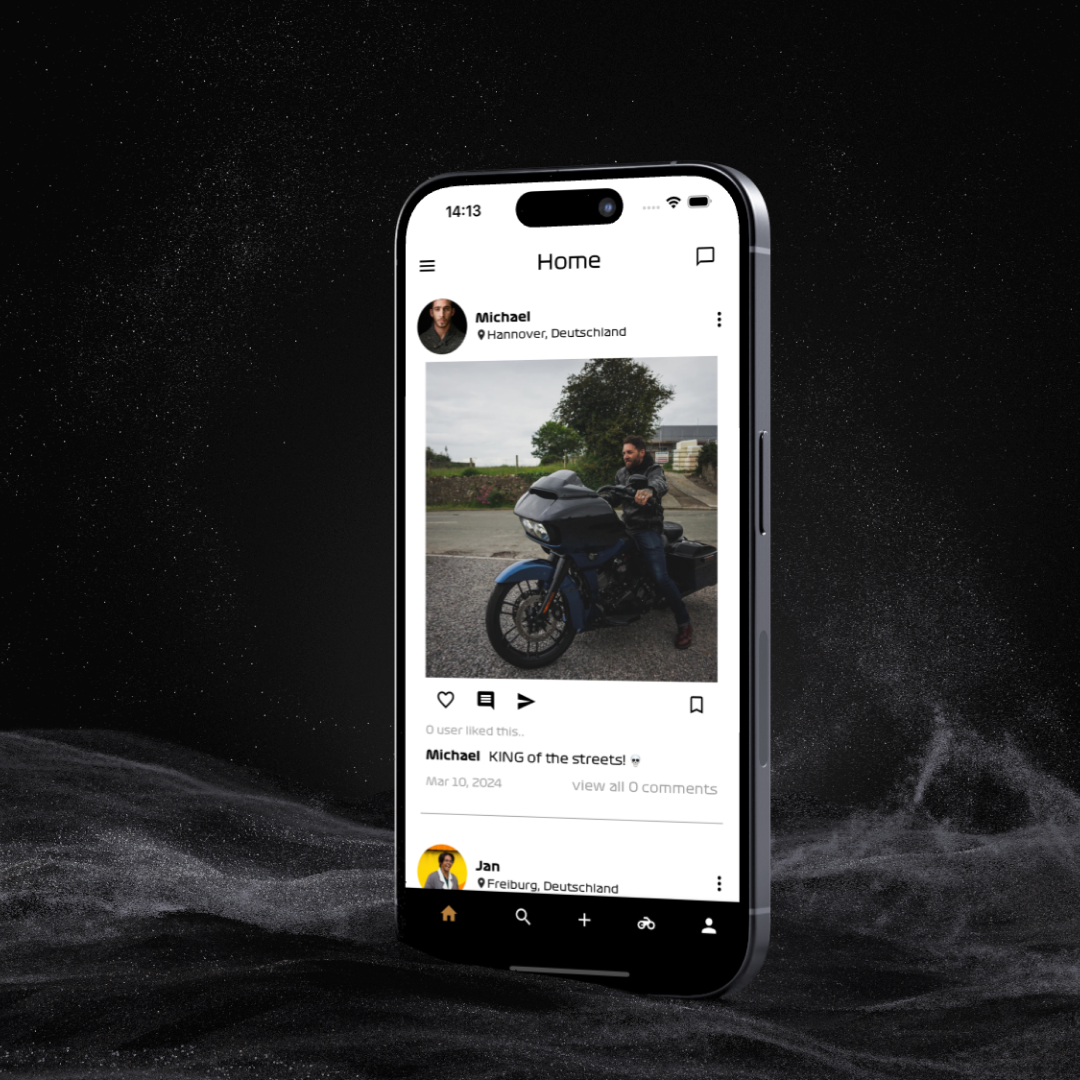 14:13
Home
Michael
Hannover, Deutschland
0 user liked this..
Michael KING of the streets! 💀
Mar 10, 2024
view all 0 comments
Jan
Freiburg, Deutschland